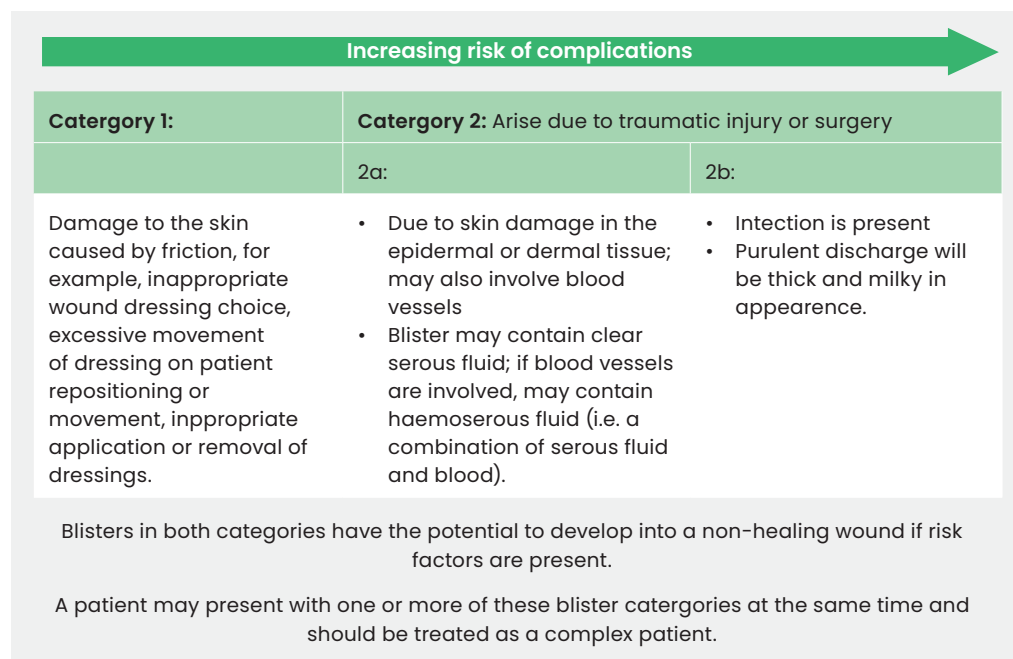 Increasing risk of complications
Catergory 1:
Catergory 2: Arise due to traumatic injury or surgery
2a:
2b:
Damage to the skin
caused by friction, for
example, inappropriate
wound dressing choice,
excessive movement
of dressing on patient
repositioning or
movement, inppropriate
application or removal of
dressings.
• Due to skin damage in the
epidermal or dermal tissue;
may also involve blood
vessels
• Blister may contain clear
serous fluid; if blood vessels
are involved, may contain
haemoserous fluid (i.e. a
combination of serous fluid
and blood).
• Intection is present
• Purulent discharge will
be thick and milky in
appearence.
Blisters in both categories have the potential to develop into a non-healing wound if risk
factors are present.
A patient may present with one or more of these blister catergories at the same time and
should be treated as a complex patient.